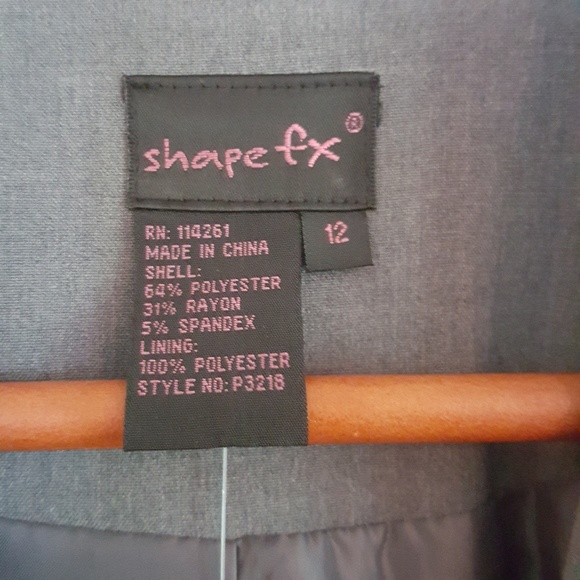 shape fx®
12
RN: 114261
MADE IN CHINA
SHELL:
64% POLYESTER
31% RAYON
5% SPANDEX
LINING:
100% POLYESTER
STYLE NO: P3218